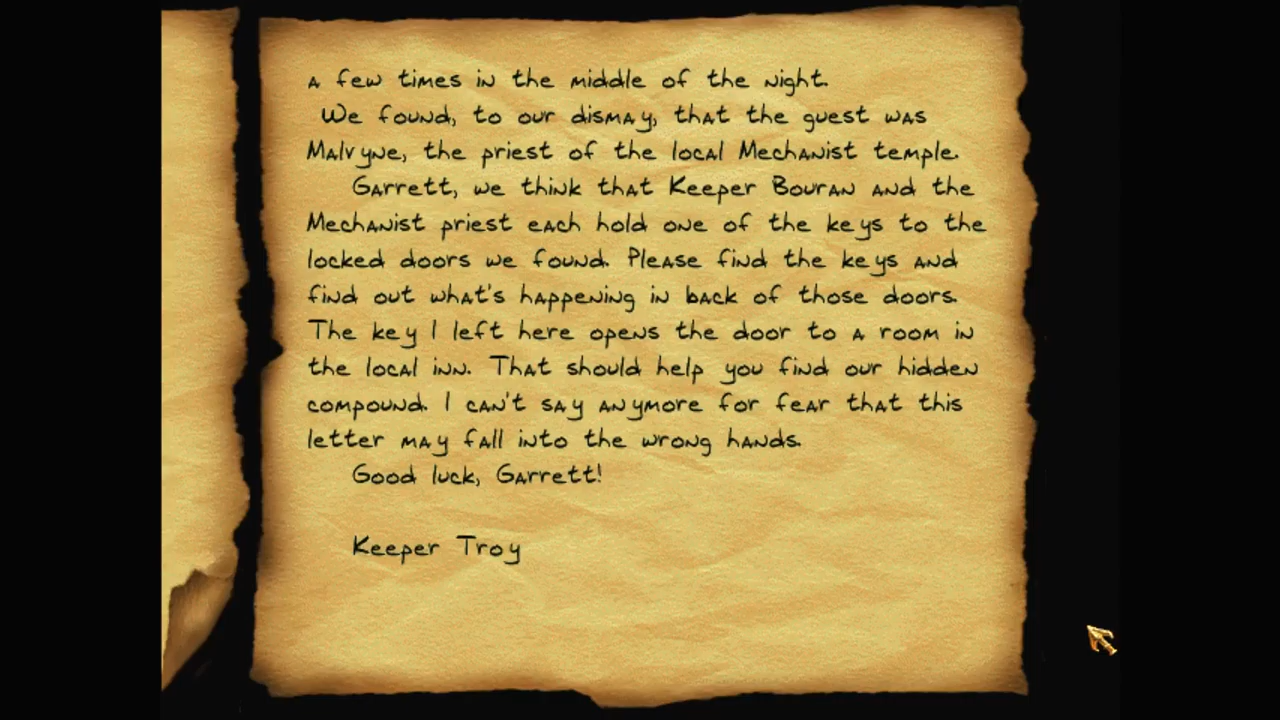 a few times in the middle of the night.
We found, to our dismay, that the guest was
Malvyne, the priest of the local Mechanist temple.
Garrett, we think that Keeper Bouran and the
Mechanist priest each hold one of the keys to the
locked doors we found. Please find the keys and
find out what's happening in back of those doors.
The key I left here opens the door to a room in
the local inn. That should help you find our hidden
compound. I can't say anymore for fear that this
letter may fall into the wrong hands.
Good luck, Garrett!
Keeper Troy